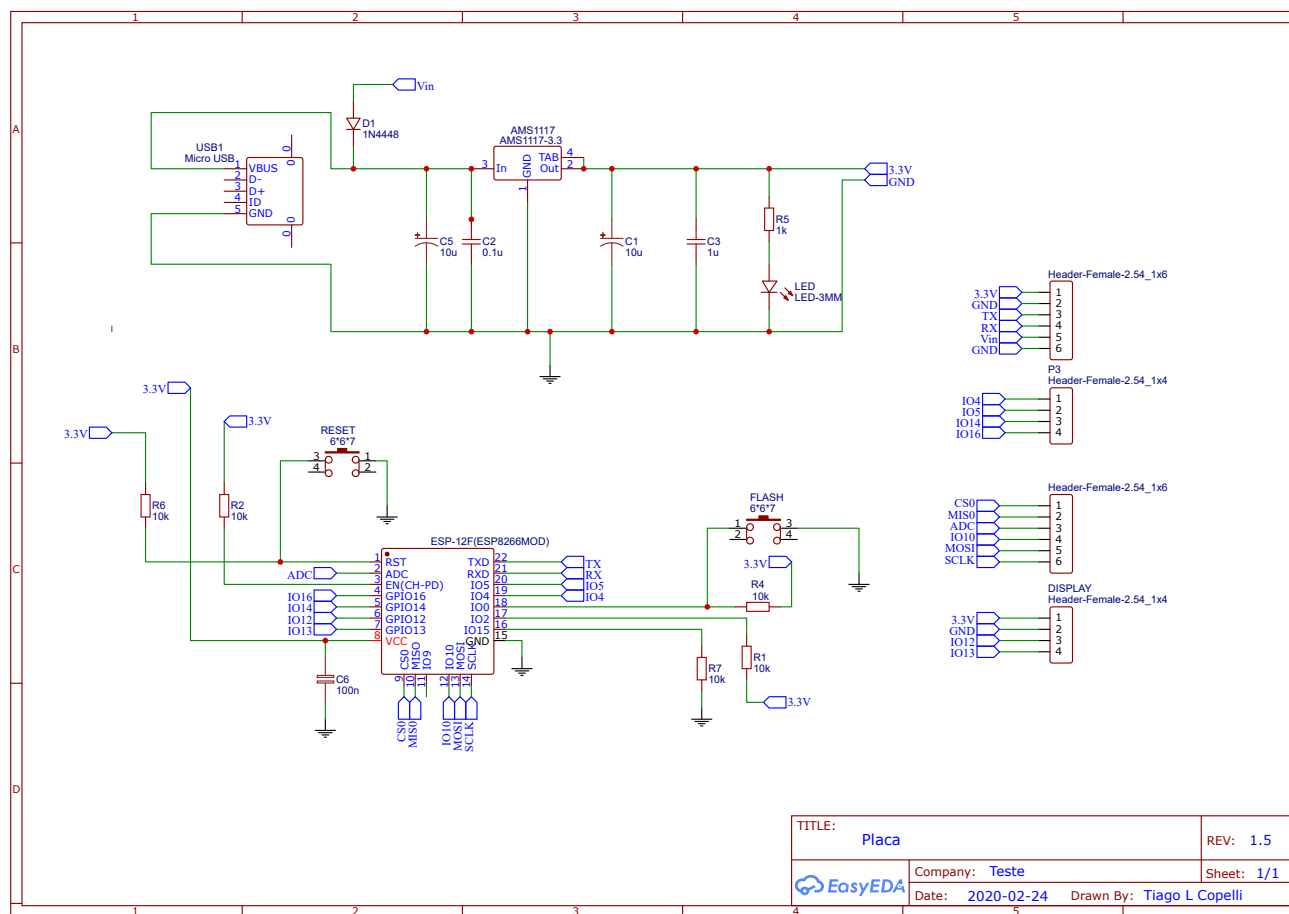 1 2 3 4 5
A
B
C
D
Vin
D1
1N4448
USB1
Micro USB
1 VBUS
2 D-
3 D+
4 ID
5 GND
0
0
0
0
AMS1117
AMS1117-3.3
3 In
GND
1
TAB 4
Out 2
3.3V
GND
C5
10u
C2
0.1u
C1
10u
C3
1u
R5
1k
LED
LED-3MM
3.3V
3.3V
3.3V
R6
10k
R2
10k
RESET
6*6*7
3 1
4 2
FLASH
6*6*7
1 3
2 4
3.3V
R4
10k
ESP-12F(ESP8266MOD)
1 RST
ADC 2 ADC
3 EN(CH-PD)
IO16 4 GPIO16
IO14 5 GPIO14
IO12 6 GPIO12
IO13 7 GPIO13
8 VCC
TXD 22 TX
RXD 21 RX
IO5 20 IO5
IO4 19 IO4
IO0 18
IO2 17
IO15 16
GND 15
CS0 9 CS0
MISO 10 MIS0
IO9 11
IO10 12 IO10
MOSI 13 MOSI
SCLK 14 SCLK
C6
100n
R7
10k
R1
10k
3.3V
Header-Female-2.54_1x6
3.3V 1
GND 2
TX 3
RX 4
Vin 5
GND 6
P3
Header-Female-2.54_1x4
IO4 1
IO5 2
IO14 3
IO16 4
Header-Female-2.54_1x6
CS0 1
MIS0 2
ADC 3
IO10 4
MOSI 5
SCLK 6
DISPLAY
Header-Female-2.54_1x4
3.3V 1
GND 2
IO12 3
IO13 4
TITLE:
Placa
REV: 1.5
EasyEDA
Company: Teste
Sheet: 1/1
Date: 2020-02-24 Drawn By: Tiago L Copelli
1 2 3 4 5